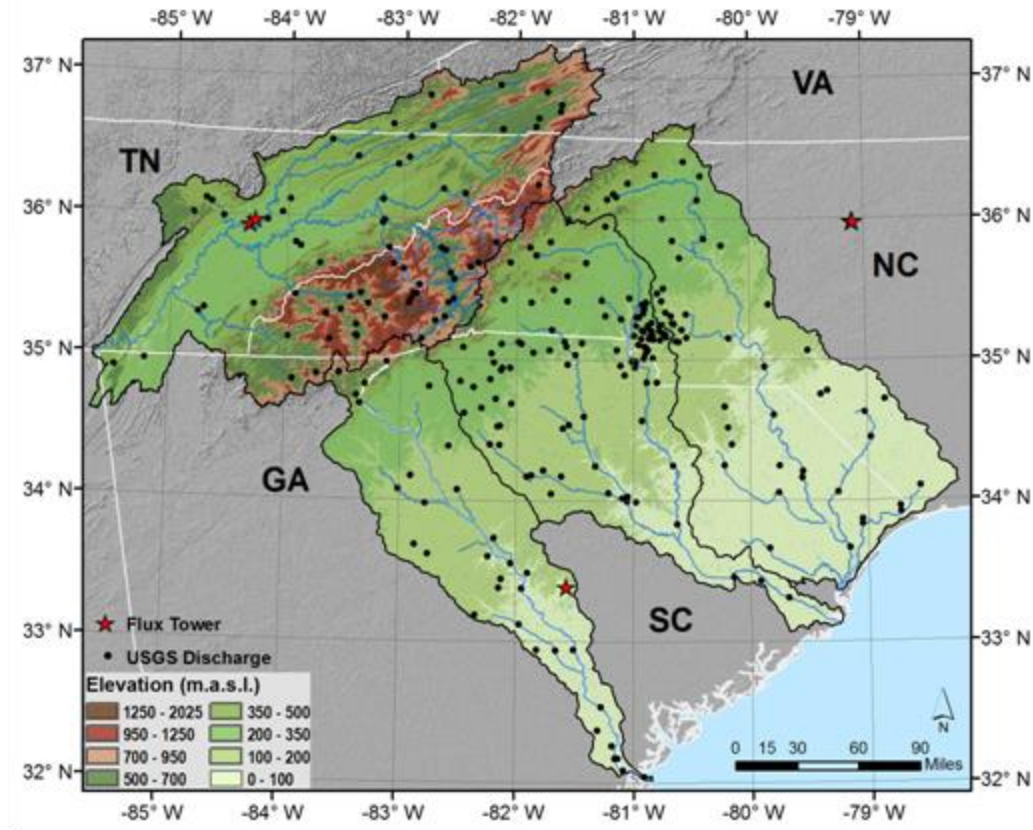 -85° W -84° W -83° W -82° W -81° W -80° W -79° W
37° N
37° N
VA
TN
36° N
36° N
NC
35° N
35° N
GA
34° N
34° N
SC
Flux Tower
33° N
33° N
USGS Discharge
Elevation (m.a.s.l.)
1250 - 2025 350 - 500
950 - 1250 200 - 350
700 - 950 100 - 200
500 - 700 0 - 100
N
0 15 30 60 90
Miles
32° N
32° N
-85° W -84° W -83° W -82° W -81° W -80° W -79° W